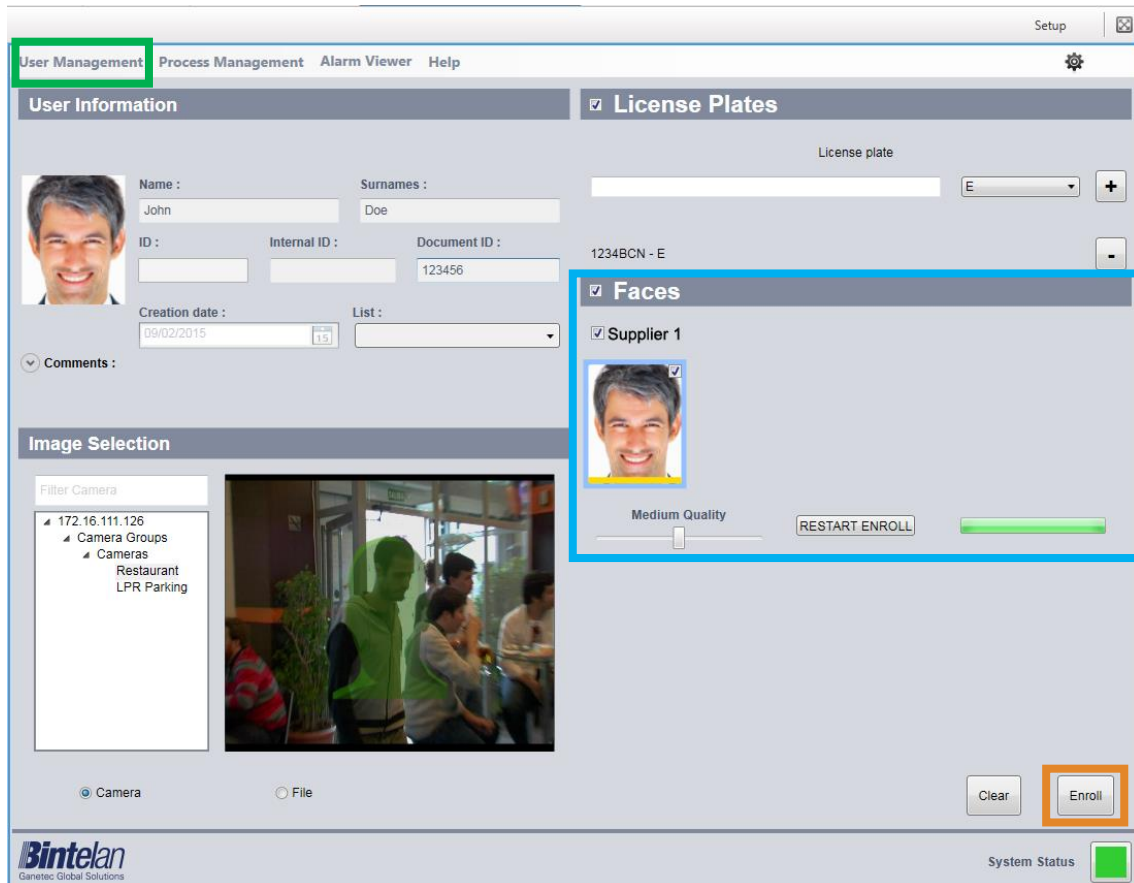 Setup
User Management Process Management Alarm Viewer Help
User Information
Name :
Surnames :
John
Doe
ID :
Internal ID :
Document ID :
123456
Creation date :
List :
09/02/2015
15
Comments :
Image Selection
Filter Camera
172.16.111.126
Camera Groups
Cameras
Restaurant
LPR Parking
Camera
File
License Plates
License plate
E
+
1234BCN - E
-
Faces
Supplier 1
Medium Quality
RESTART ENROLL
Clear
Enroll
Bintelan
Ganetec Global Solutions
System Status